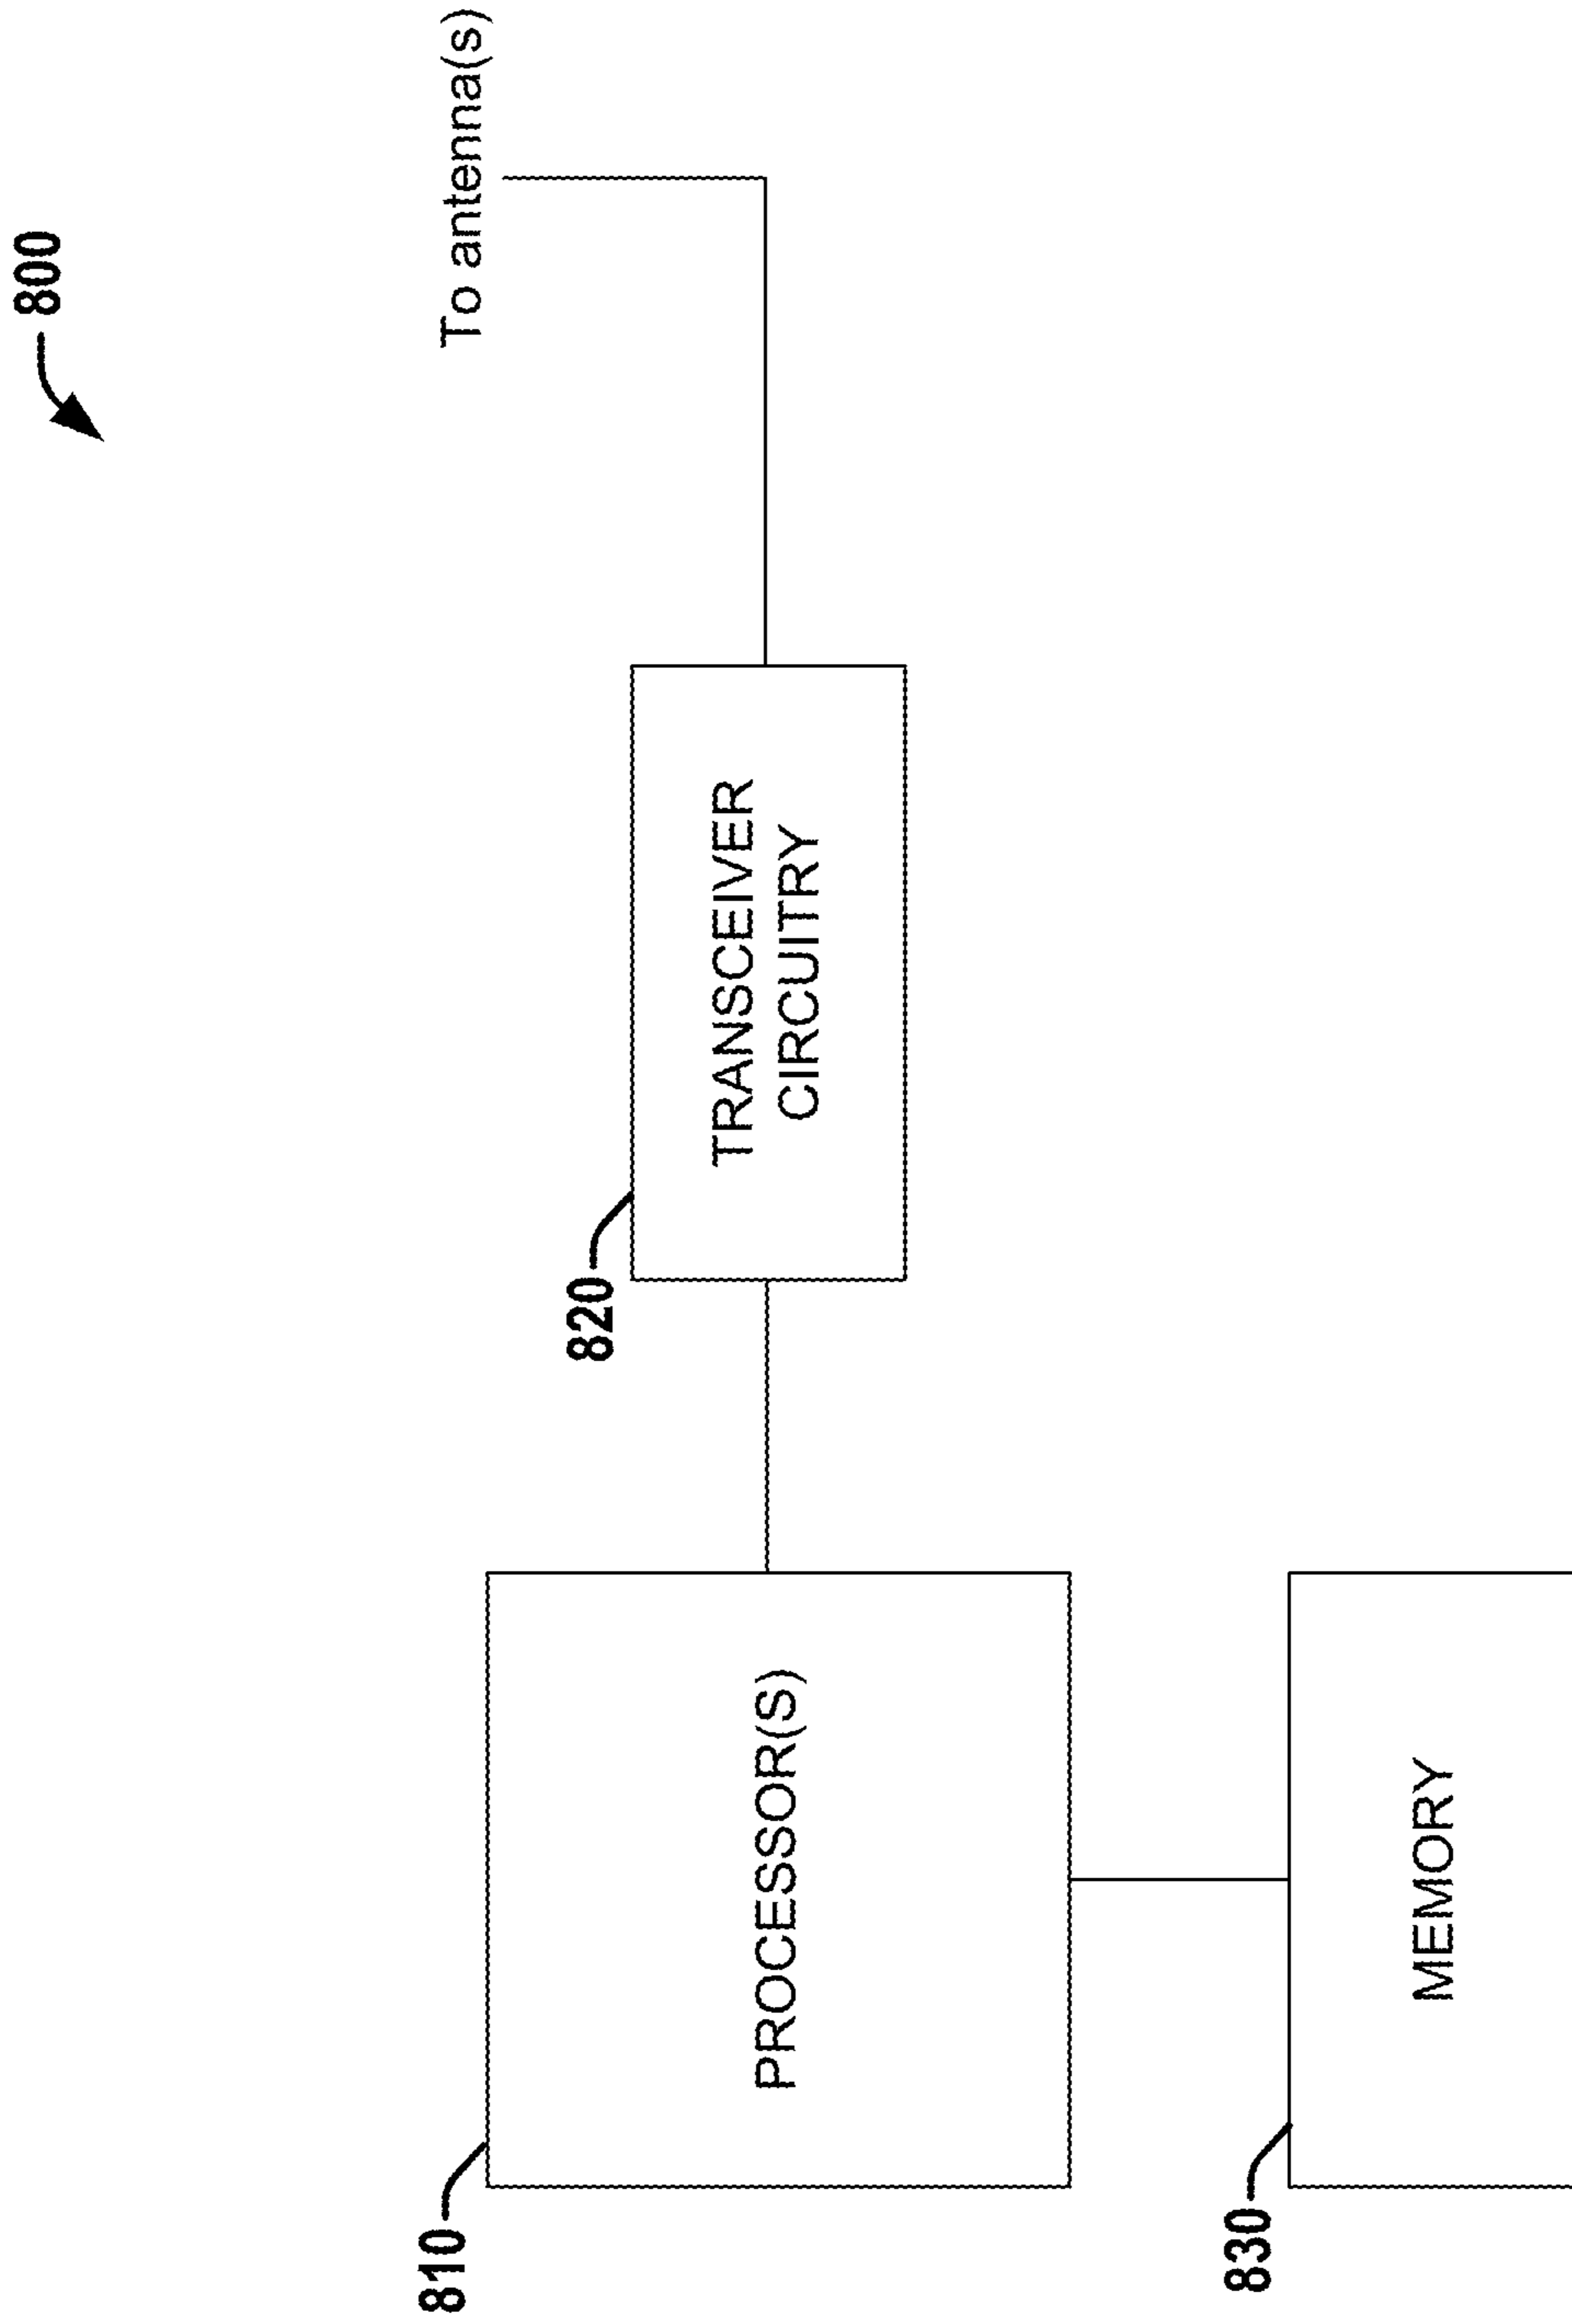 800
To antenna(s)
820
TRANSCEIVER
CIRCUITRY
810
PROCESSOR(S)
830
MEMORY